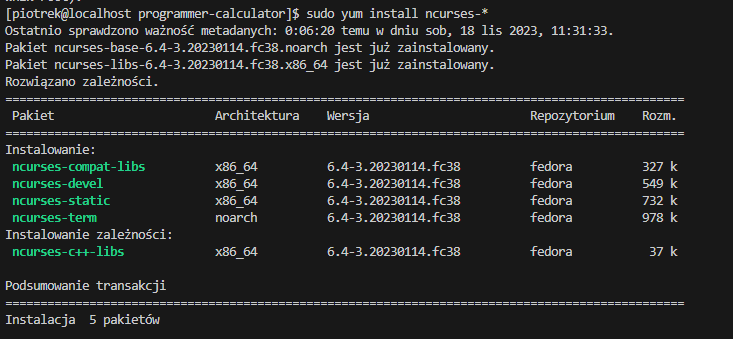 [piotrek@localhost programmer-calculator]$ sudo yum install ncurses-*
Ostatnio sprawdzono ważność metadanych: 0:06:20 temu w dniu sob, 18 lis 2023, 11:31:33.
Pakiet ncurses-base-6.4-3.20230114.fc38.noarch jest już zainstalowany.
Pakiet ncurses-libs-6.4-3.20230114.fc38.x86_64 jest już zainstalowany.
Rozwiązano zależności.
================================================================================
Pakiet Architektura Wersja Repozytorium Rozm.
================================================================================
Instalowanie:
ncurses-compat-libs x86_64 6.4-3.20230114.fc38 fedora 327 k
ncurses-devel x86_64 6.4-3.20230114.fc38 fedora 549 k
ncurses-static x86_64 6.4-3.20230114.fc38 fedora 732 k
ncurses-term noarch 6.4-3.20230114.fc38 fedora 978 k
Instalowanie zależności:
ncurses-c++-libs x86_64 6.4-3.20230114.fc38 fedora 37 k
Podsumowanie transakcji
================================================================================
Instalacja 5 pakietów